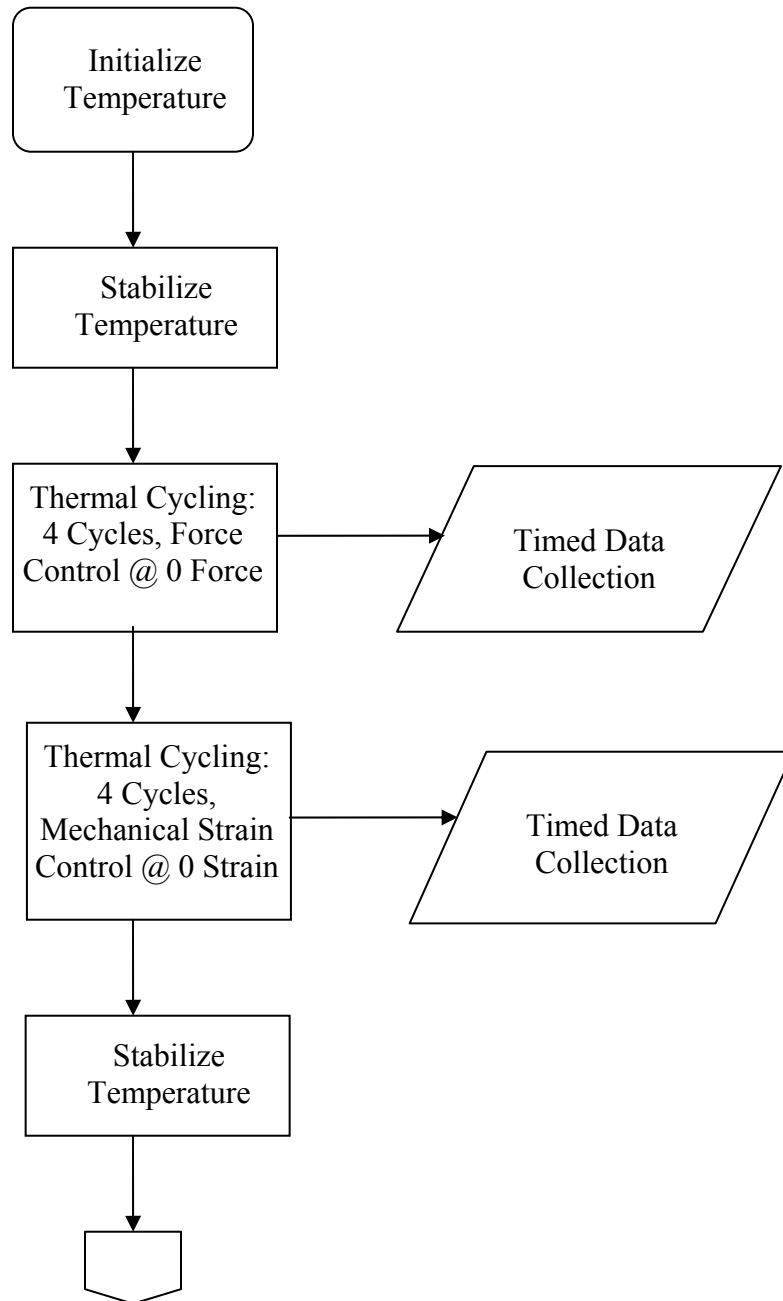 Initialize
Temperature
Stabilize
Temperature
Thermal Cycling:
4 Cycles, Force
Control @ 0 Force
Timed Data
Collection
Thermal Cycling:
4 Cycles,
Mechanical Strain
Control @ 0 Strain
Timed Data
Collection
Stabilize
Temperature